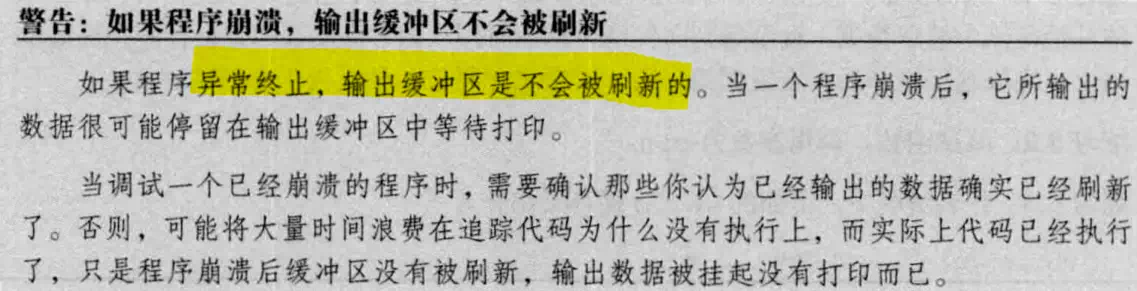 警告：如果程序崩溃，输出缓冲区不会被刷新
如果程序异常终止，输出缓冲区是不会被刷新的。当一个程序崩溃后，它所输出的
数据很可能停留在输出缓冲区中等待打印。
当调试一个已经崩溃的程序时，需要确认那些你认为已经输出的数据确实已经刷新
了。否则，可能将大量时间浪费在追踪代码为什么没有执行上，而实际上代码已经执行
了，只是程序崩溃后缓冲区没有被刷新，输出数据被挂起没有打印而已。